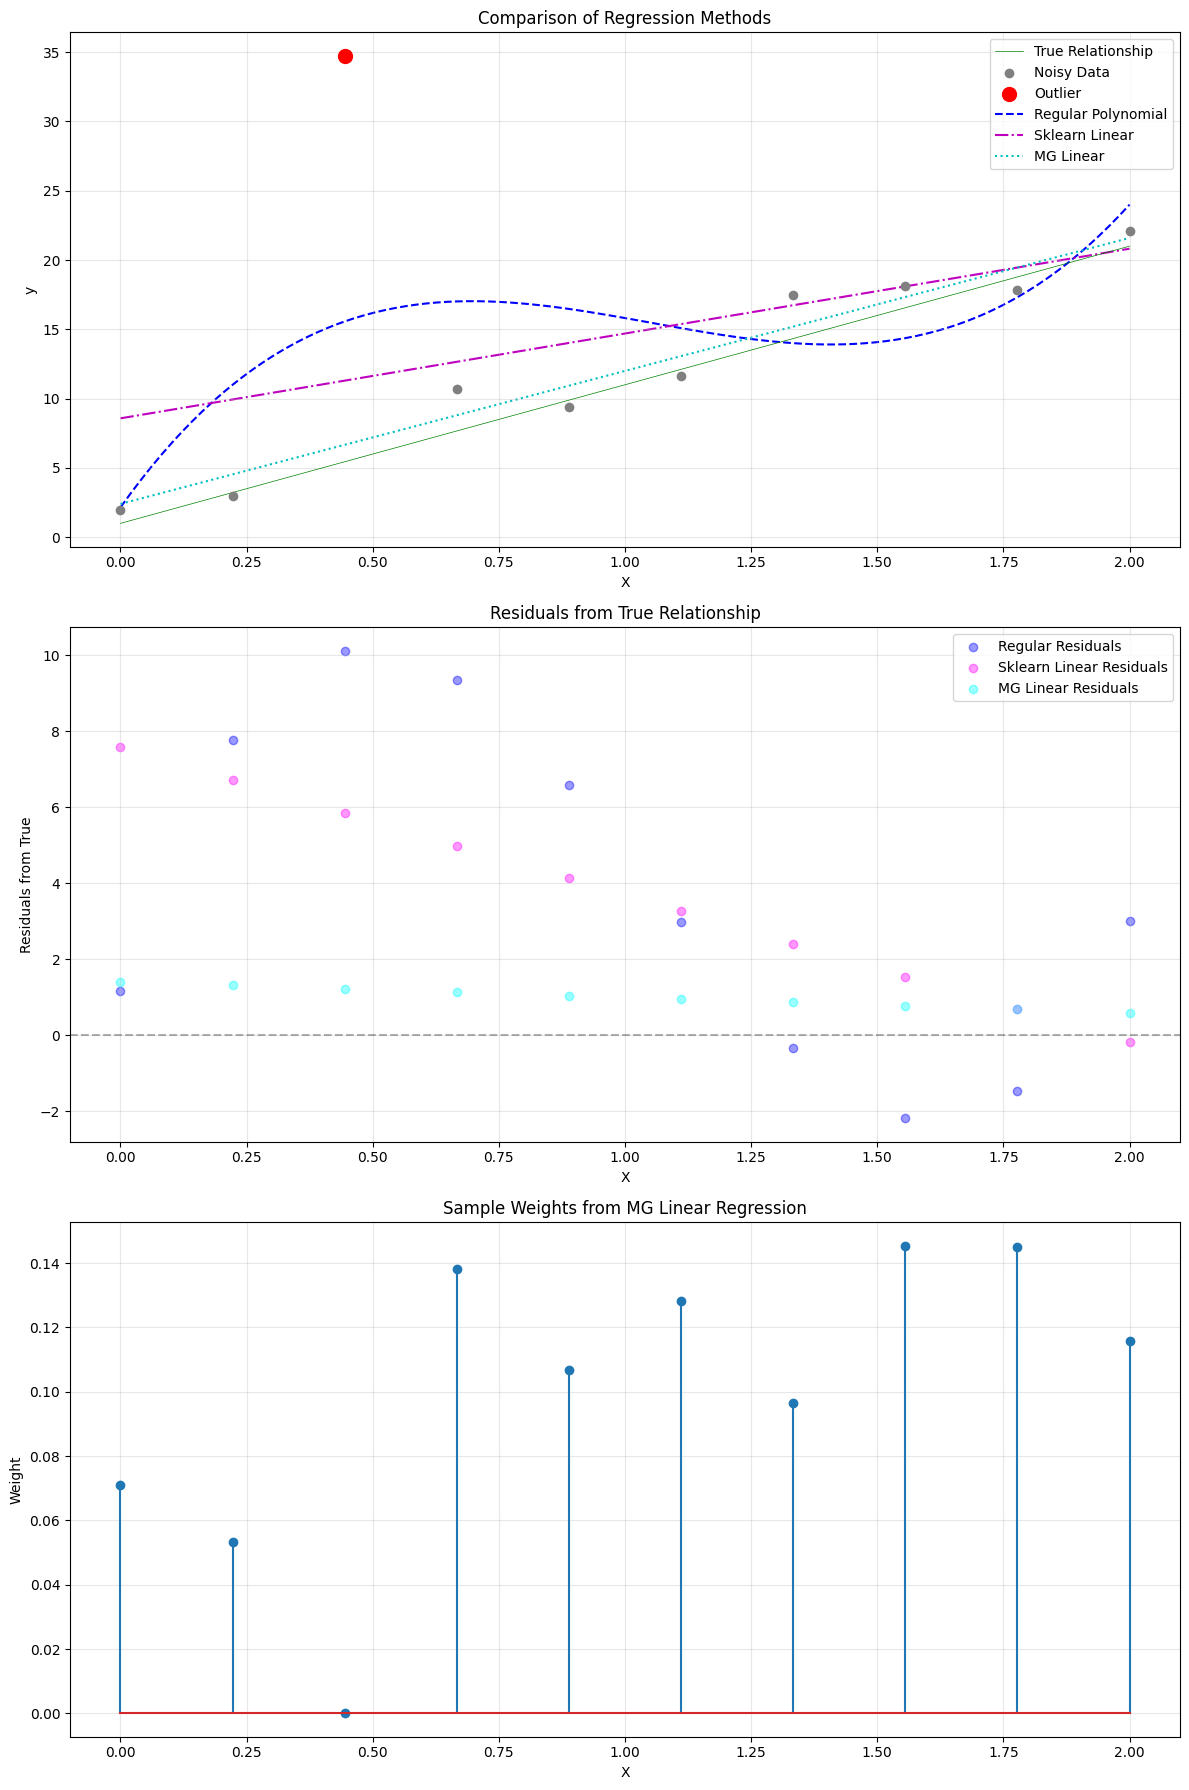 Comparison of Regression Methods
35
30
25
20
15
10
5
0
y
True Relationship
Noisy Data
Outlier
Regular Polynomial
Sklearn Linear
MG Linear
0.00 0.25 0.50 0.75 1.00 1.25 1.50 1.75 2.00
X
Residuals from True Relationship
10
8
6
4
2
0
−2
Residuals from True
Regular Residuals
Sklearn Linear Residuals
MG Linear Residuals
0.00 0.25 0.50 0.75 1.00 1.25 1.50 1.75 2.00
X
Sample Weights from MG Linear Regression
0.14
0.12
0.10
0.08
0.06
0.04
0.02
0.00
Weight
0.00 0.25 0.50 0.75 1.00 1.25 1.50 1.75 2.00
X